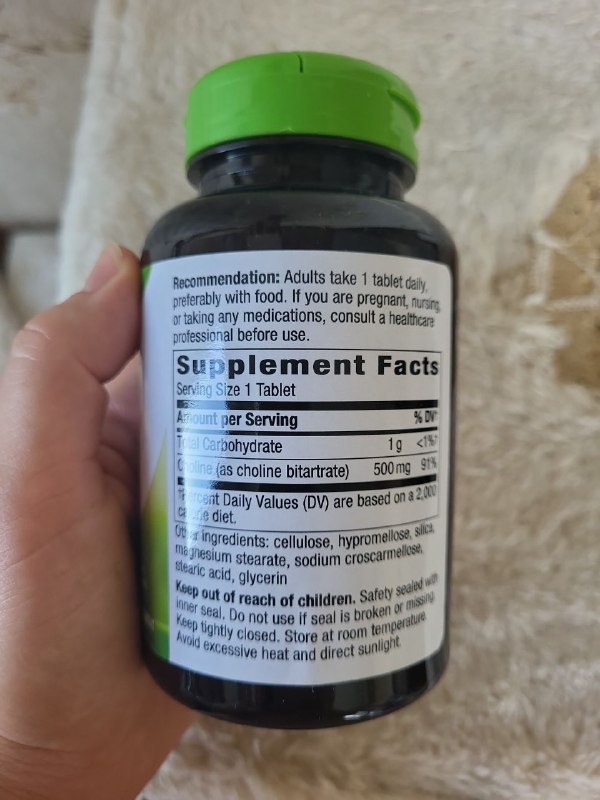 Recommendation: Adults take 1 tablet daily,
preferably with food. If you are pregnant, nursing,
or taking any medications, consult a healthcare
professional before use.
Supplement Facts
Serving Size 1 Tablet
Amount per Serving % DV†
Total Carbohydrate 1 g <1%†
Choline (as choline bitartrate) 500 mg 91%
†Percent Daily Values (DV) are based on a 2,000
calorie diet.
Other ingredients: cellulose, hypromellose, silica,
magnesium stearate, sodium croscarmellose,
stearic acid, glycerin
Keep out of reach of children. Safety sealed with
inner seal. Do not use if seal is broken or missing.
Keep tightly closed. Store at room temperature.
Avoid excessive heat and direct sunlight.